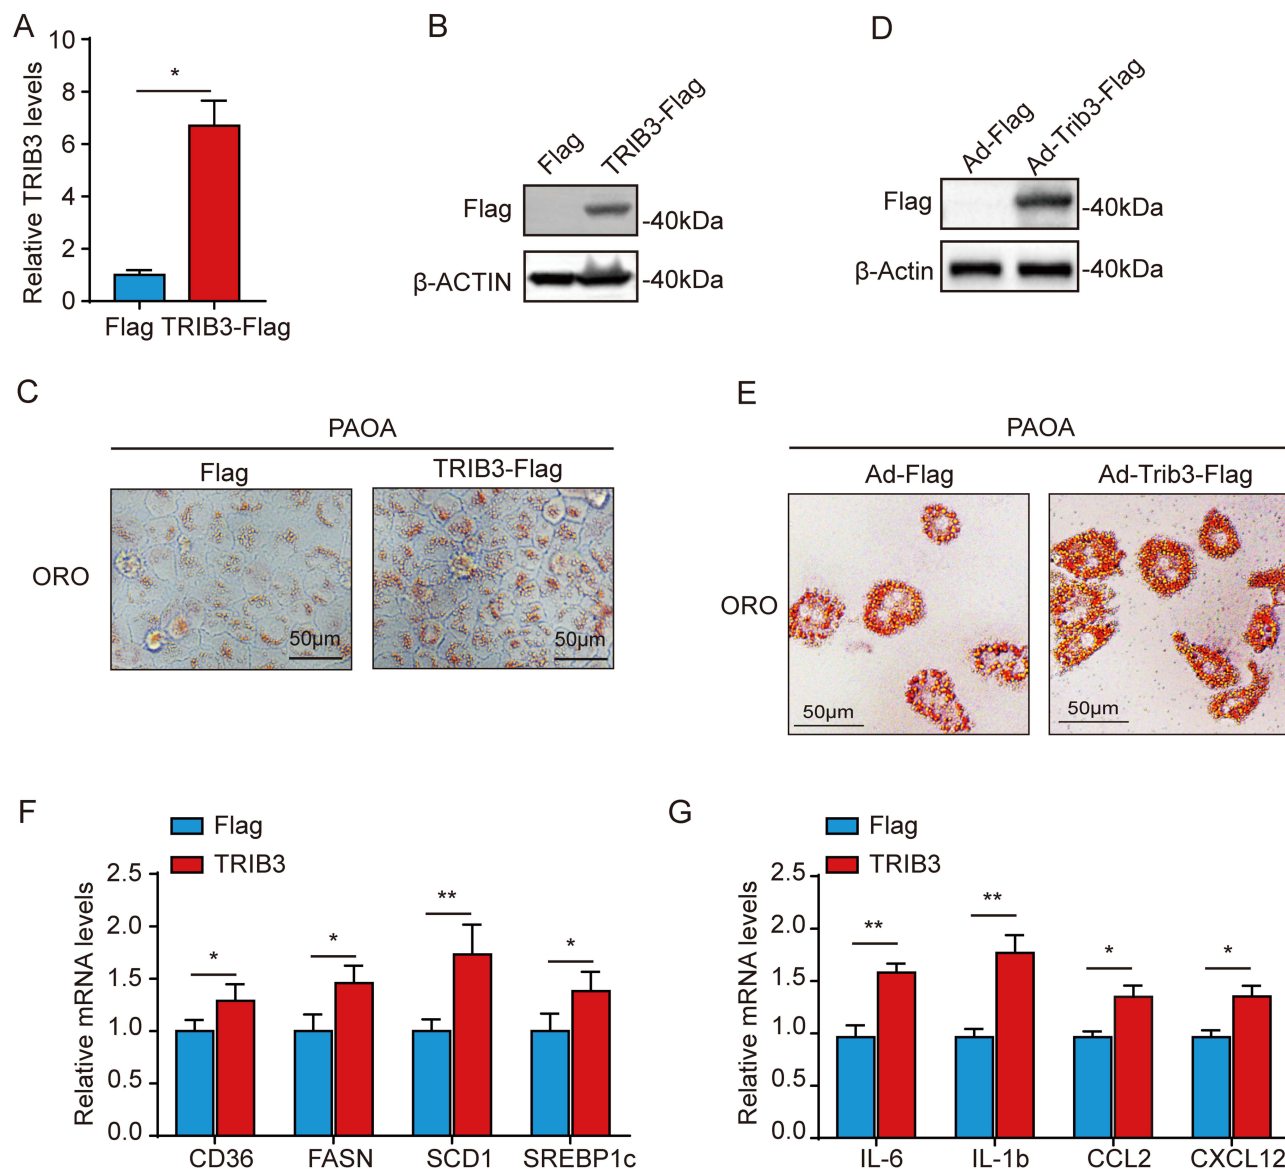 A
Relative TRIB3 levels
10
8
6
4
2
0
*
Flag TRIB3-Flag
B
Flag TRIB3-Flag
Flag -40kDa
β-ACTIN -40kDa
D
Ad-Flag Ad-Trib3-Flag
Flag -40kDa
β-Actin -40kDa
C
PAOA
Flag TRIB3-Flag
ORO
50μm 50μm
E
PAOA
Ad-Flag Ad-Trib3-Flag
ORO
50μm 50μm
F
Flag
TRIB3
Relative mRNA levels
2.5
2.0
1.5
1.0
0.5
0.0
* * ** *
CD36 FASN SCD1 SREBP1c
G
Flag
TRIB3
Relative mRNA levels
2.5
2.0
1.5
1.0
0.5
0.0
** ** * *
IL-6 IL-1b CCL2 CXCL12